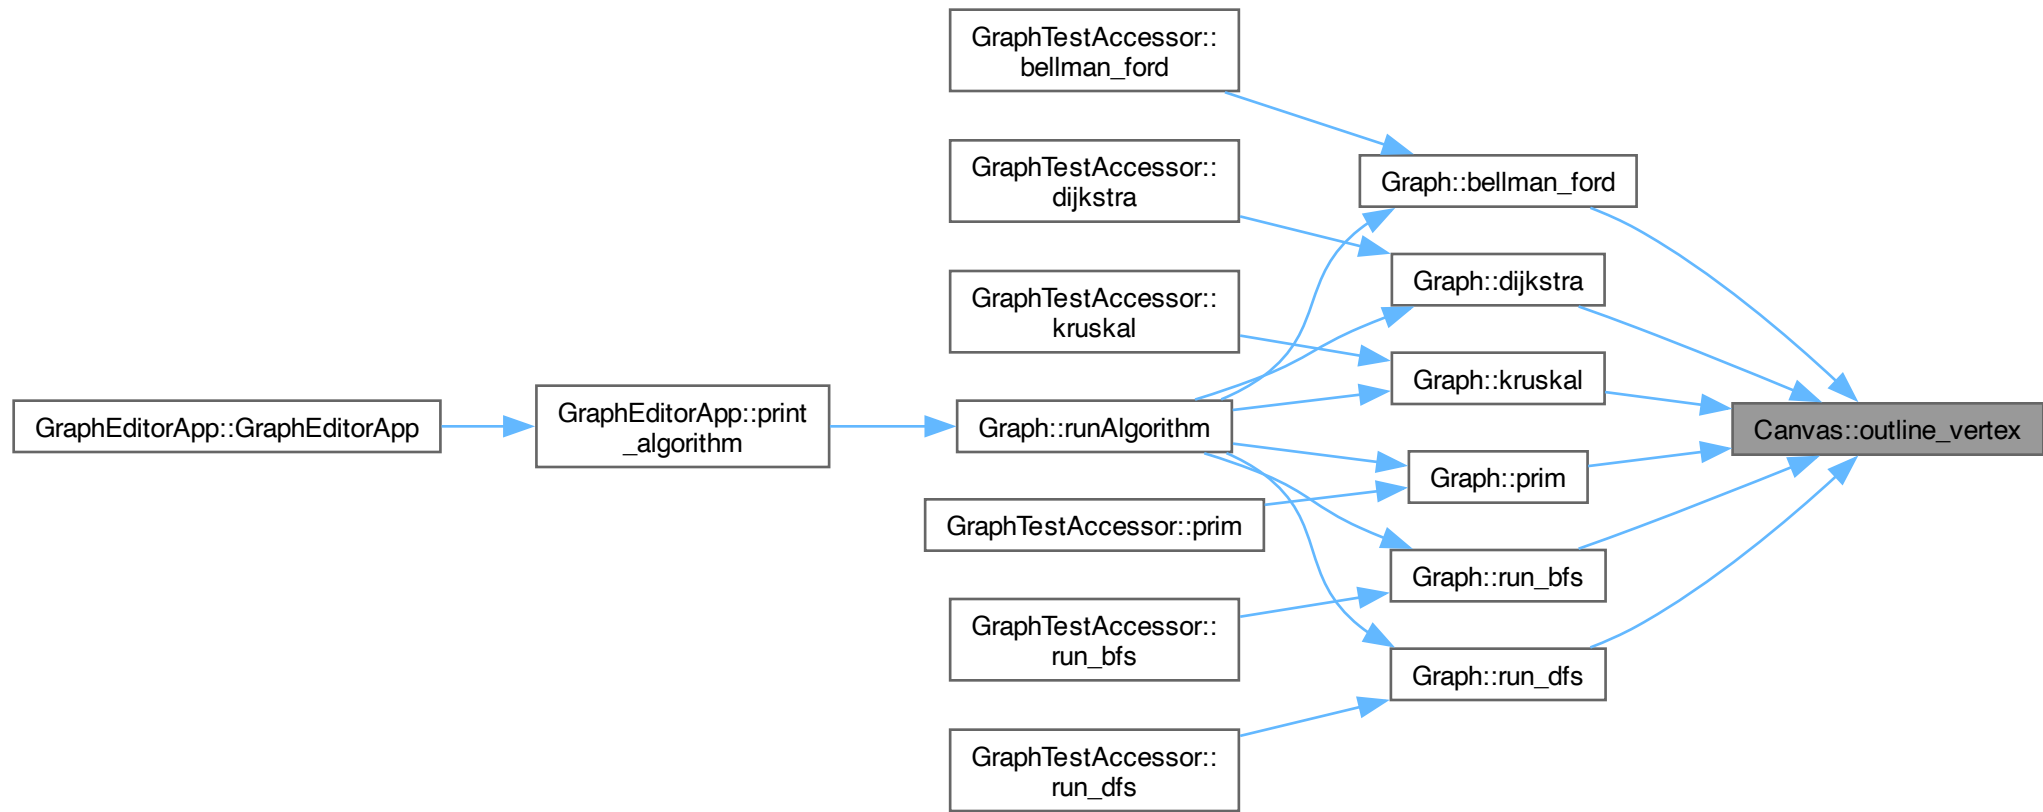 GraphTestAccessor::
bellman_ford
GraphTestAccessor::
dijkstra
GraphTestAccessor::
kruskal
GraphEditorApp::GraphEditorApp
GraphEditorApp::print
_algorithm
Graph::runAlgorithm
GraphTestAccessor::prim
GraphTestAccessor::
run_bfs
GraphTestAccessor::
run_dfs
Graph::bellman_ford
Graph::dijkstra
Graph::kruskal
Graph::prim
Graph::run_bfs
Graph::run_dfs
Canvas::outline_vertex